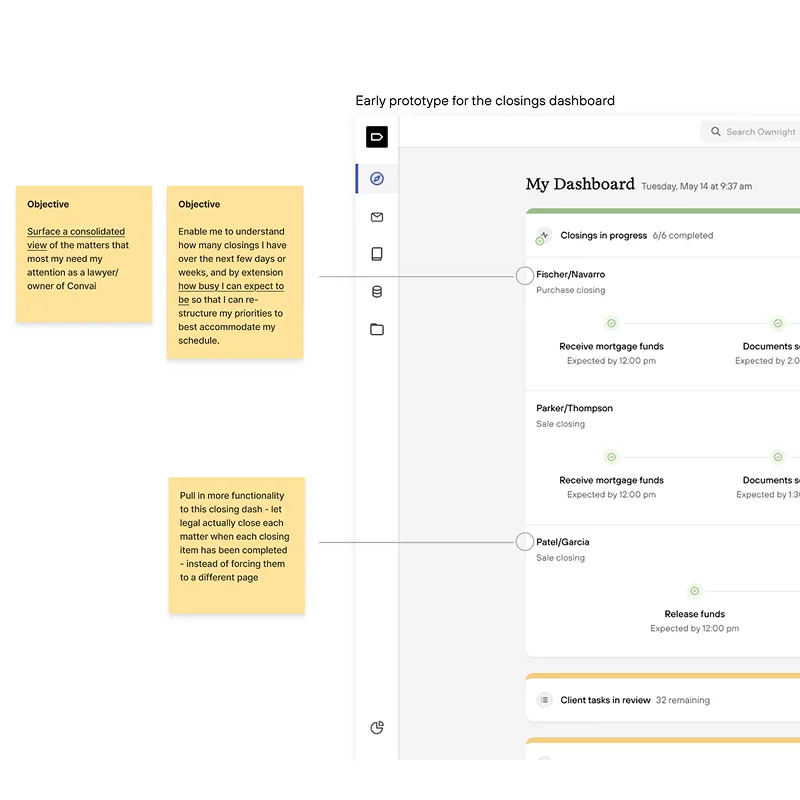 Early prototype for the closings dashboard
Search Ownright
My Dashboard Tuesday, May 14 at 9:37 am
Closings in progress 6/6 completed
Fischer/Navarro
Purchase closing
Receive mortgage funds
Expected by 12:00 pm
Documents
Expected by
Parker/Thompson
Sale closing
Receive mortgage funds
Expected by 12:00 pm
Documents
Expected by
Patel/Garcia
Sale closing
Release funds
Expected by 12:00 pm
Client tasks in review 32 remaining
Objective
Surface a consolidated
view of the matters that
most my need my
attention as a lawyer/
owner of Convai
Objective
Enable me to understand
how many closings I have
over the next few days or
weeks, and by extension
how busy I can expect to
be so that I can re-
structure my priorities to
best accommodate my
schedule.
Pull in more functionality
to this closing dash - let
legal actually close each
matter when each closing
item has been completed
- instead of forcing them
to a different page